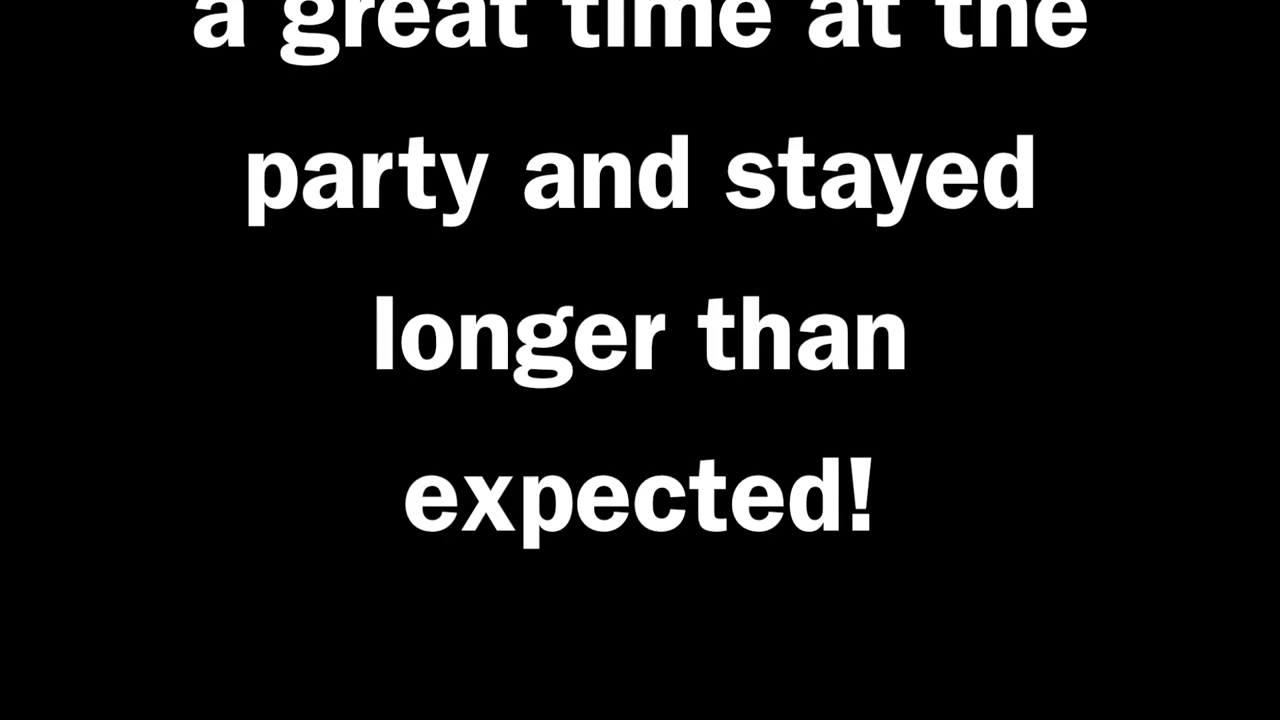 a great time at the
party and stayed
longer than
expected!